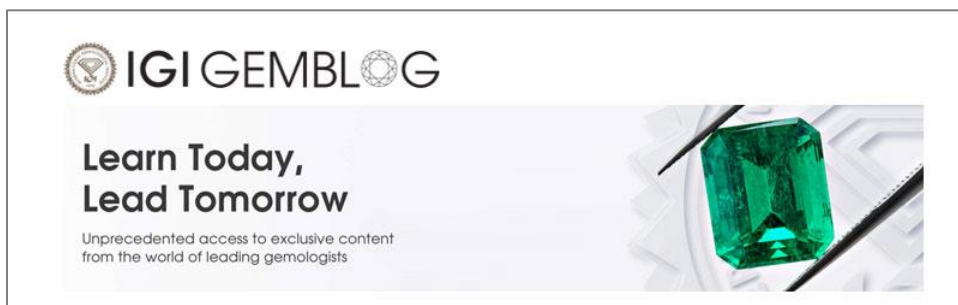 IGI GEMBLOG
Learn Today,
Lead Tomorrow
Unprecedented access to exclusive content
from the world of leading gemologists